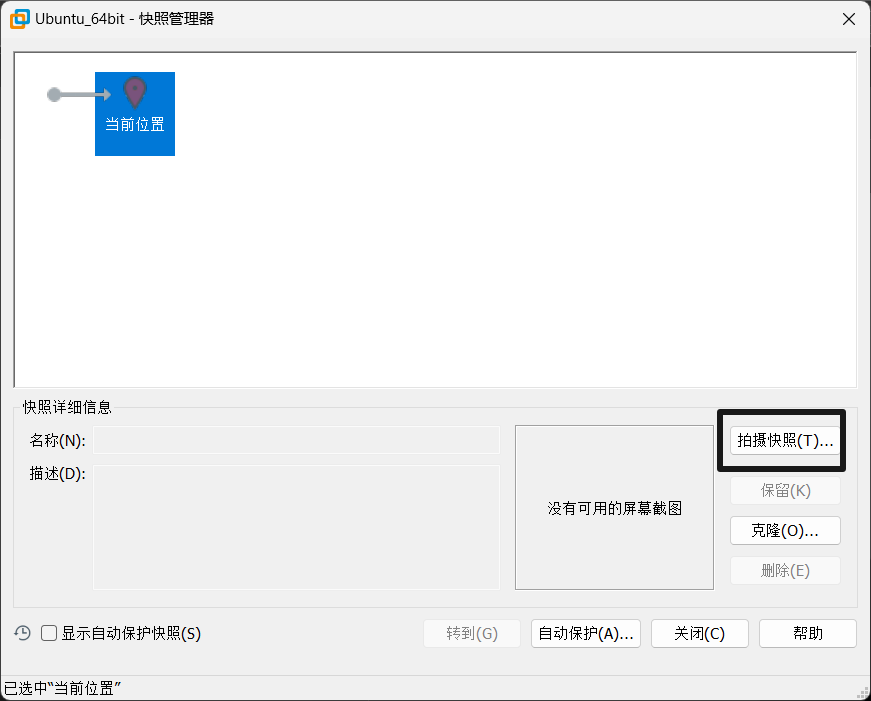 Ubuntu_64bit - 快照管理器
当前位置
快照详细信息
名称(N):
描述(D):
没有可用的屏幕截图
拍摄快照(T)...
保留(K)
克隆(O)...
删除(E)
显示自动保护快照(S)
转到(G)
自动保护(A)...
关闭(C)
帮助
已选中“当前位置”